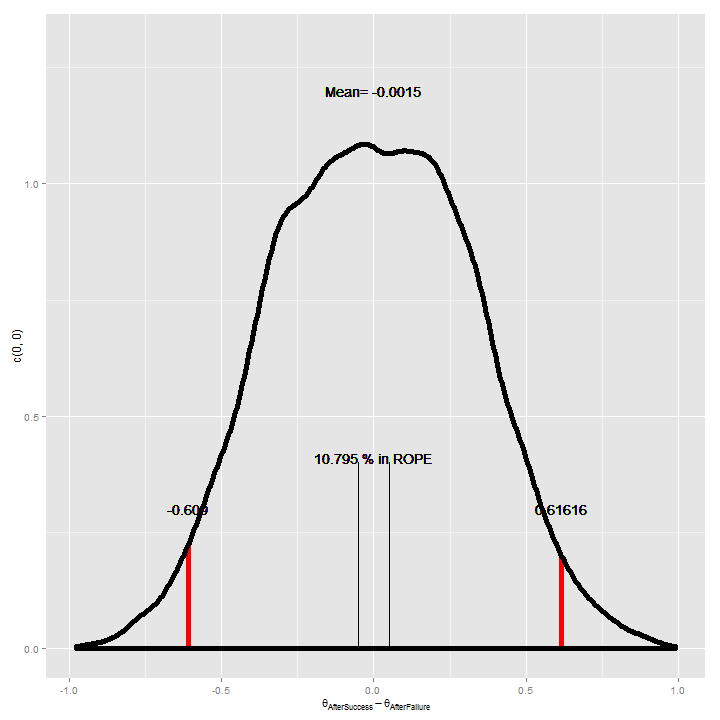 Mean= -0.0015
1.0
c(0, 0)
0.5
10.795 % in ROPE
-0.609
0.61616
0.0
-1.0
-0.5
0.0
0.5
1.0
θAfterSuccess − θAfterFailure